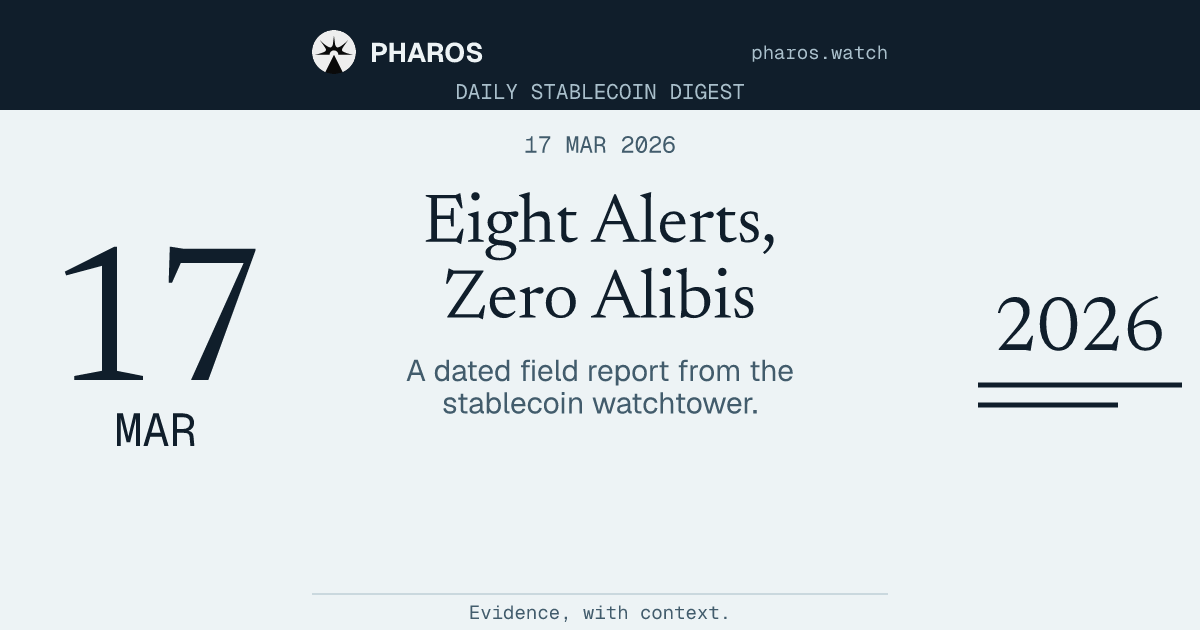 PHAROS
pharos.watch
DAILY STABLECOIN DIGEST
17 MAR 2026
Eight Alerts,
Zero Alibis
A dated field report from the
stablecoin watchtower.
17
MAR
2026
Evidence, with context.